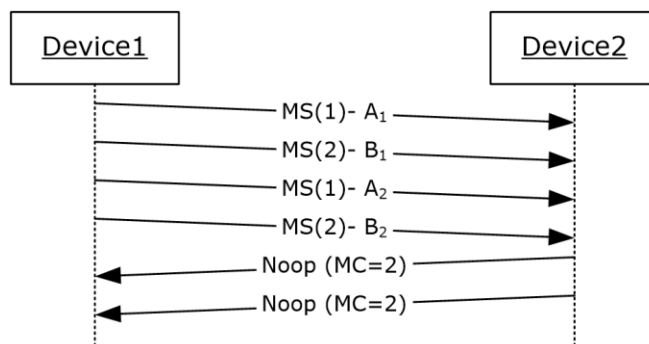 Device1
Device2
MS(1)- A₁
MS(2)- B₁
MS(1)- A₂
MS(2)- B₂
Noop (MC=2)
Noop (MC=2)